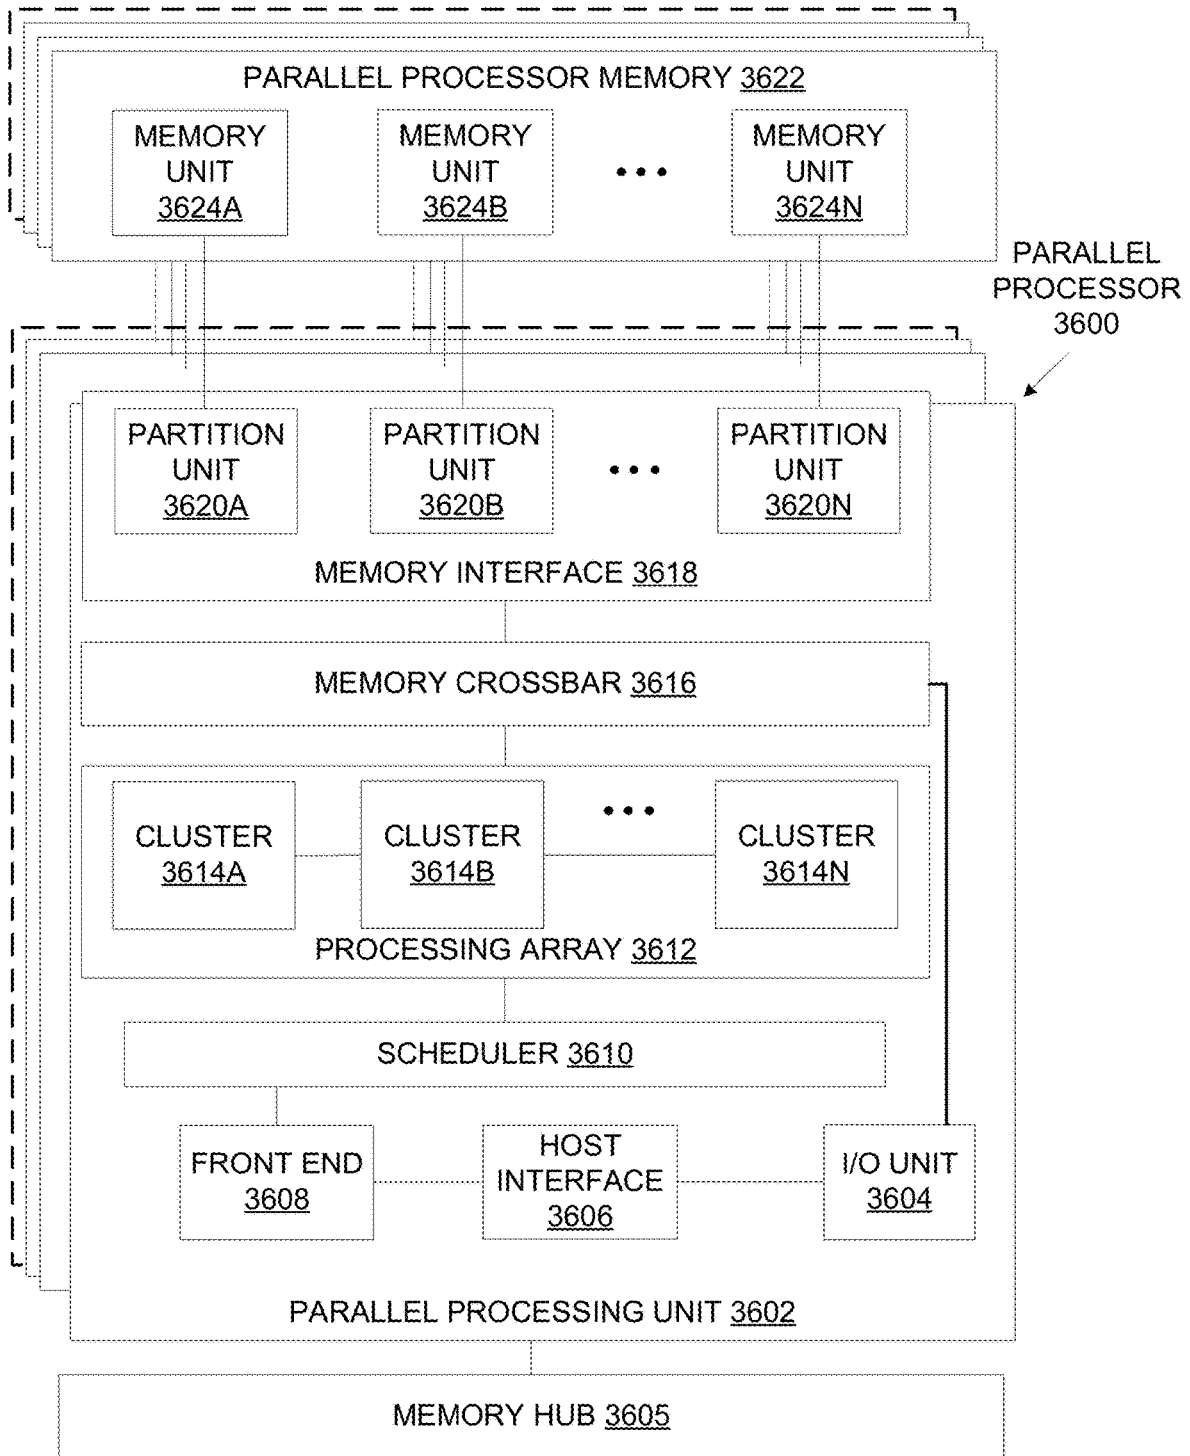 PARALLEL PROCESSOR MEMORY 3622
MEMORY
UNIT
3624A
MEMORY
UNIT
3624B
• • •
MEMORY
UNIT
3624N
PARALLEL
PROCESSOR
3600
PARTITION
UNIT
3620A
PARTITION
UNIT
3620B
• • •
PARTITION
UNIT
3620N
MEMORY INTERFACE 3618
MEMORY CROSSBAR 3616
CLUSTER
3614A
CLUSTER
3614B
• • •
CLUSTER
3614N
PROCESSING ARRAY 3612
SCHEDULER 3610
FRONT END
3608
HOST
INTERFACE
3606
I/O UNIT
3604
PARALLEL PROCESSING UNIT 3602
MEMORY HUB 3605